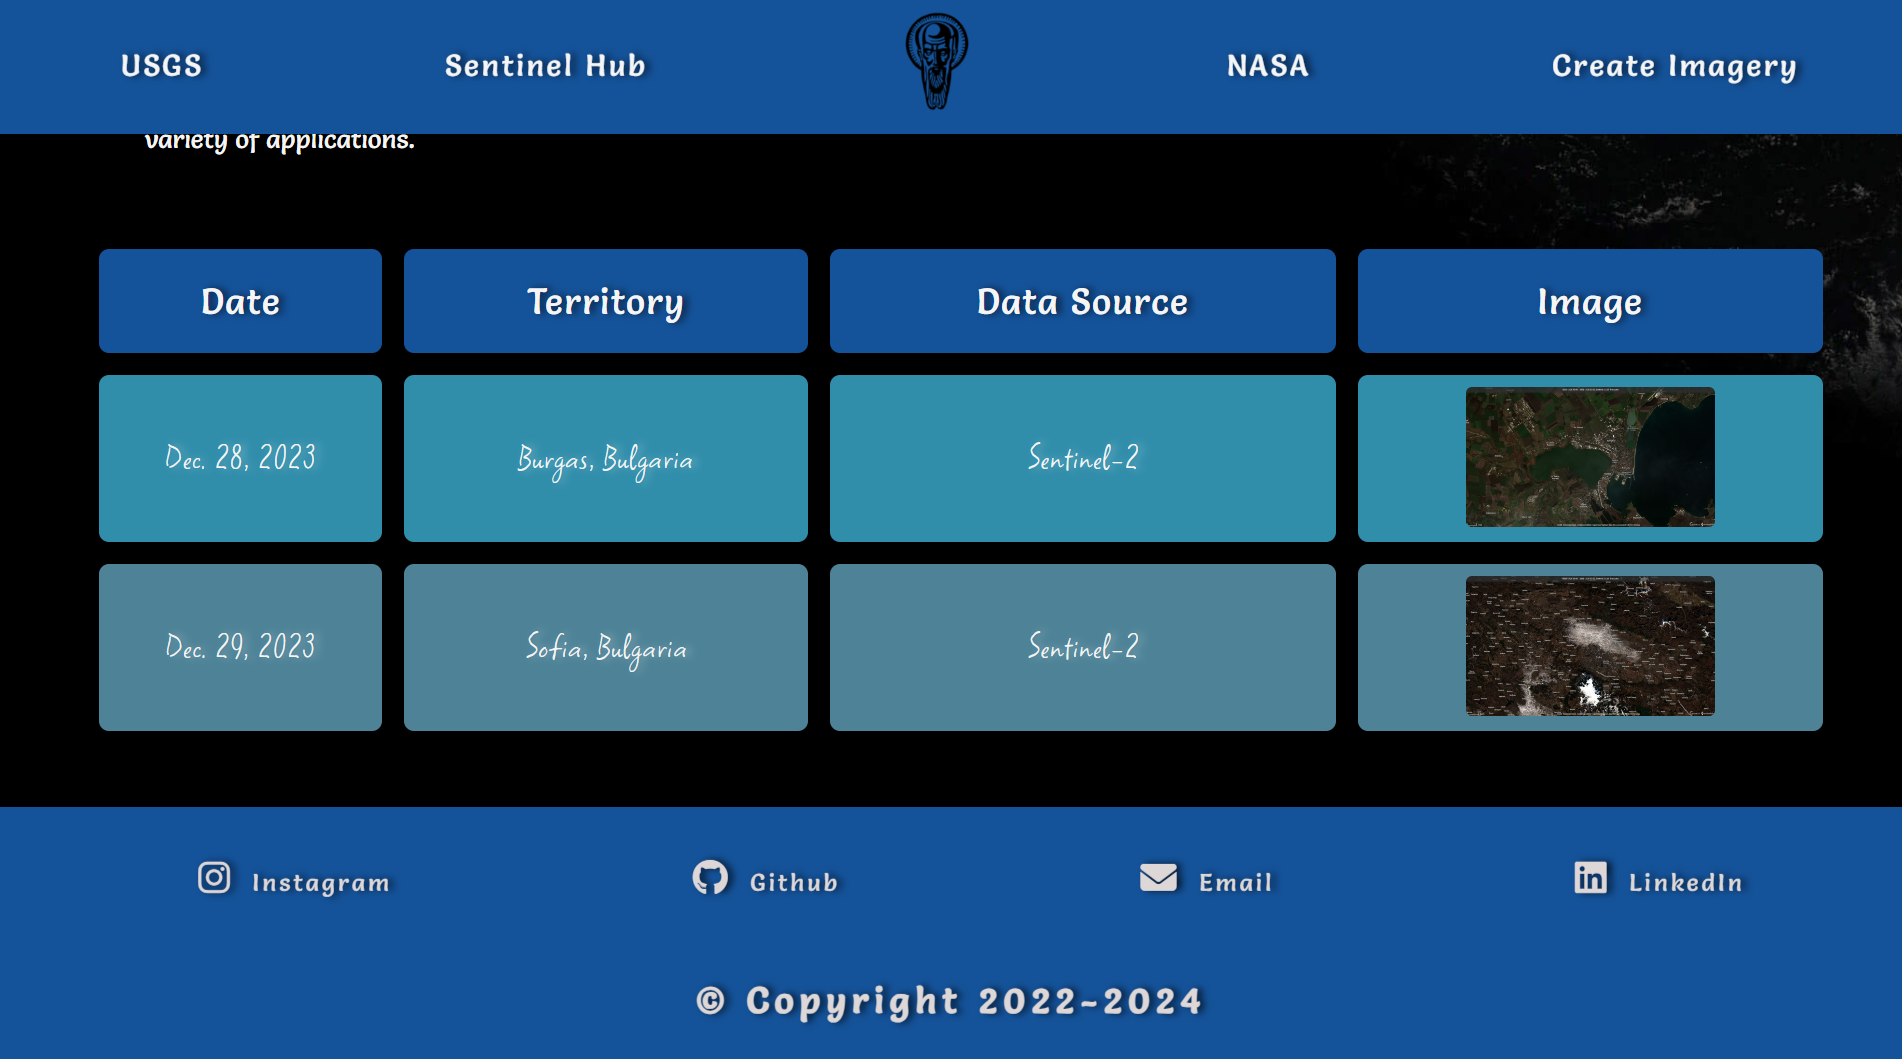 USGS Sentinel Hub NASA Create Imagery
variety of applications.
Date Territory Data Source Image
Dec. 28, 2023 Burgas, Bulgaria Sentinel-2
Dec. 29, 2023 Sofia, Bulgaria Sentinel-2
Instagram Github Email LinkedIn
© Copyright 2022~2024